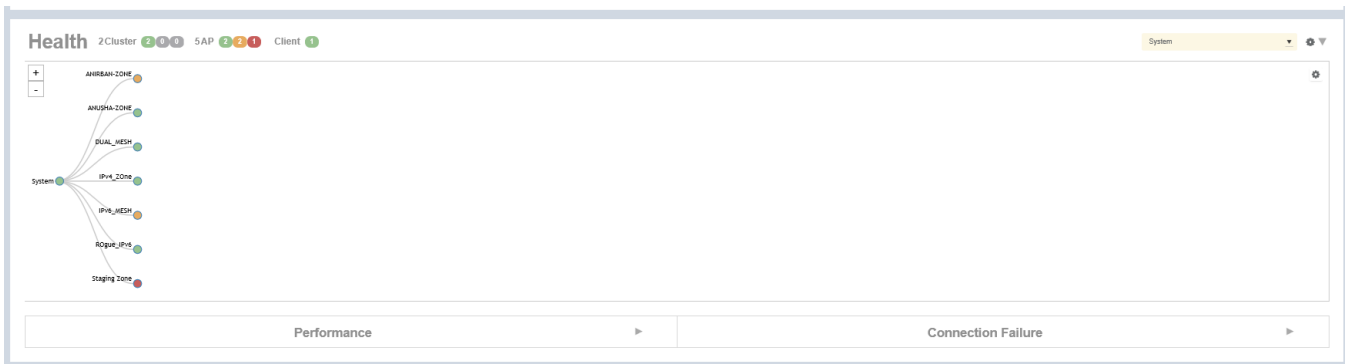 Health 2Cluster 2 0 0 5AP 2 2 1 Client 1 System
+
-
ANIRBAN-ZONE
ANUSHA-ZONE
DUAL_MESH
IPv4_ZOne
System
IPV6_MESH
ROgue_IPv6
Staging Zone
Performance
Connection Failure